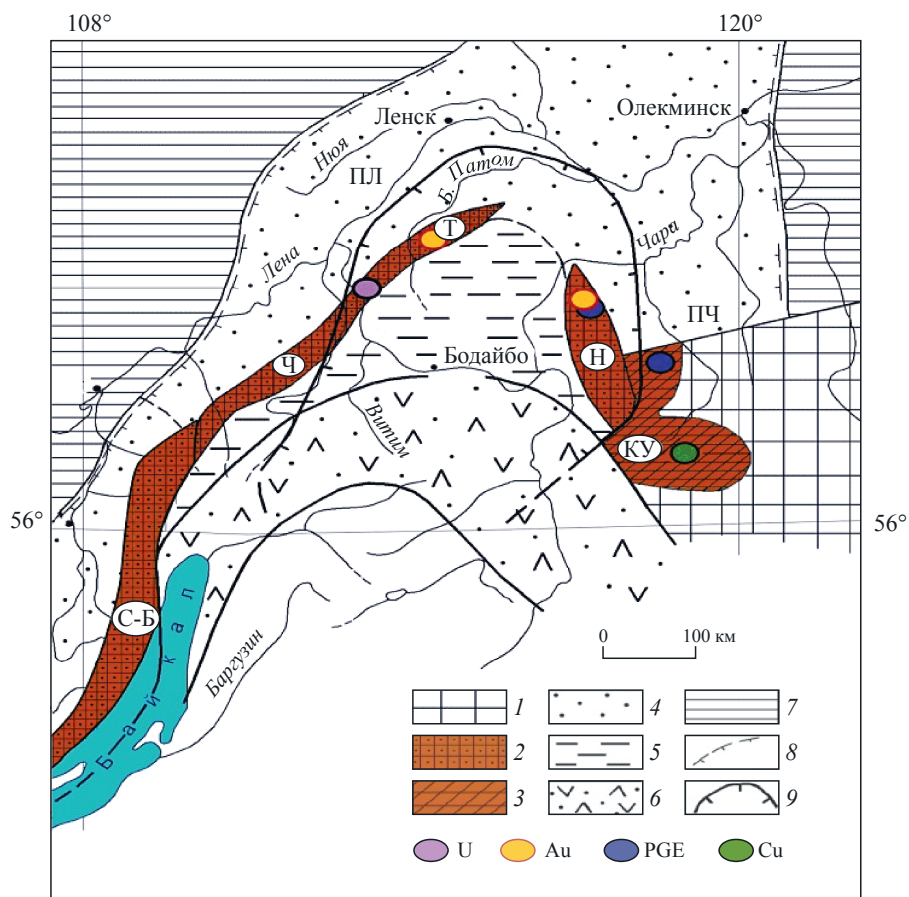 108°
120°
Ленск
Олекминск
Нюя
Б. Патом
ПЛ
Т
Чара
Лена
ПЧ
Ч
Бодайбо
Н
Витим
КУ
56°
56°
С-Б
Байкал
Баргузин
0 100 км
1 4 7
2 5 8
3 6 9
U Au PGE Cu